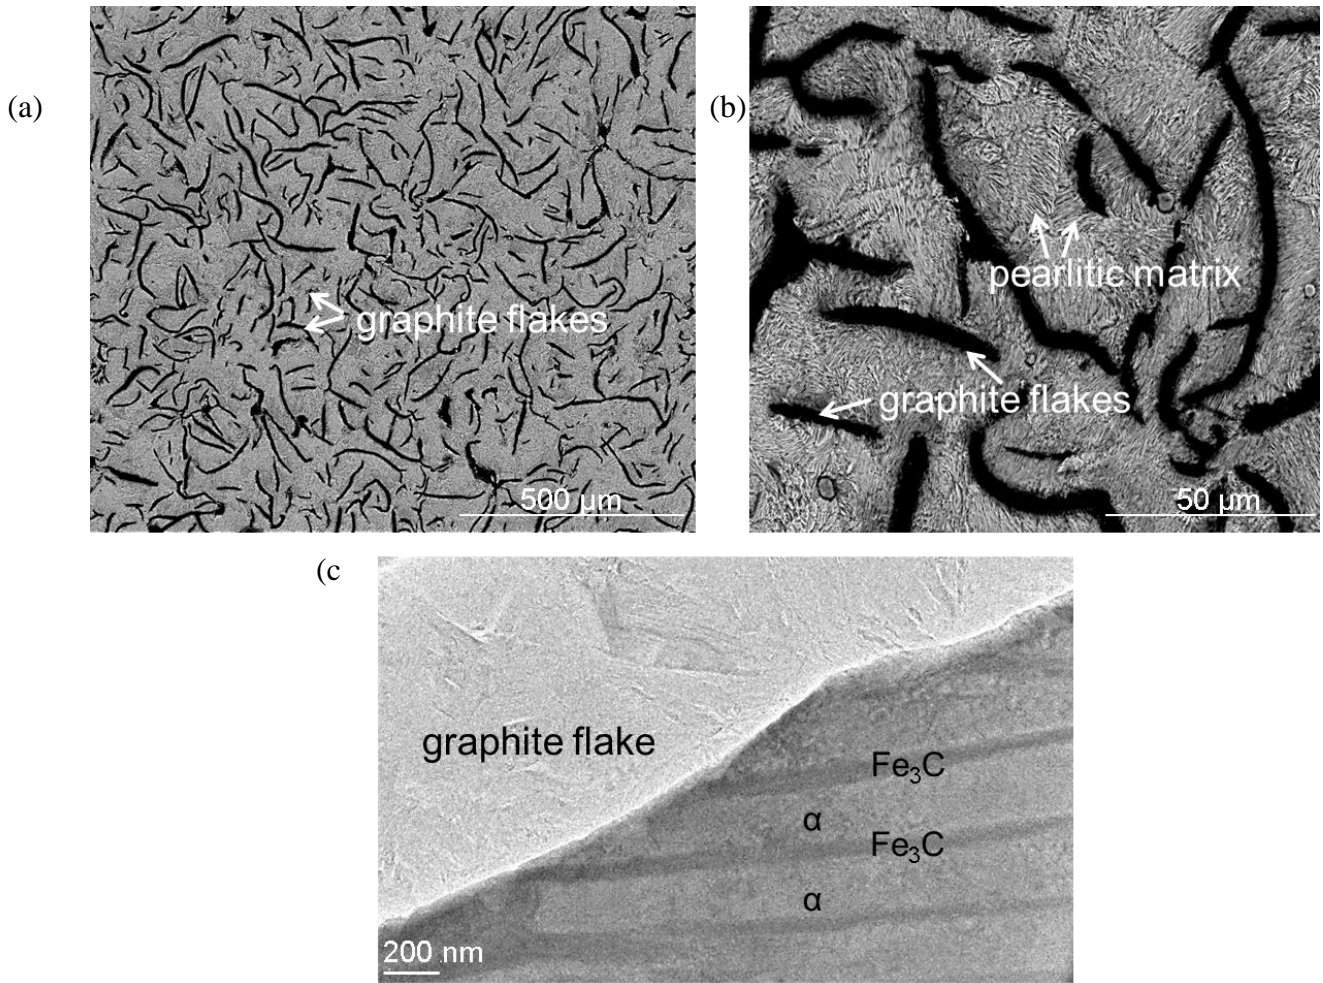 (a)
graphite flakes
500 µm
(b)
pearlitic matrix
graphite flakes
50 µm
(c
graphite flake
Fe₃C
α
Fe₃C
α
200 nm